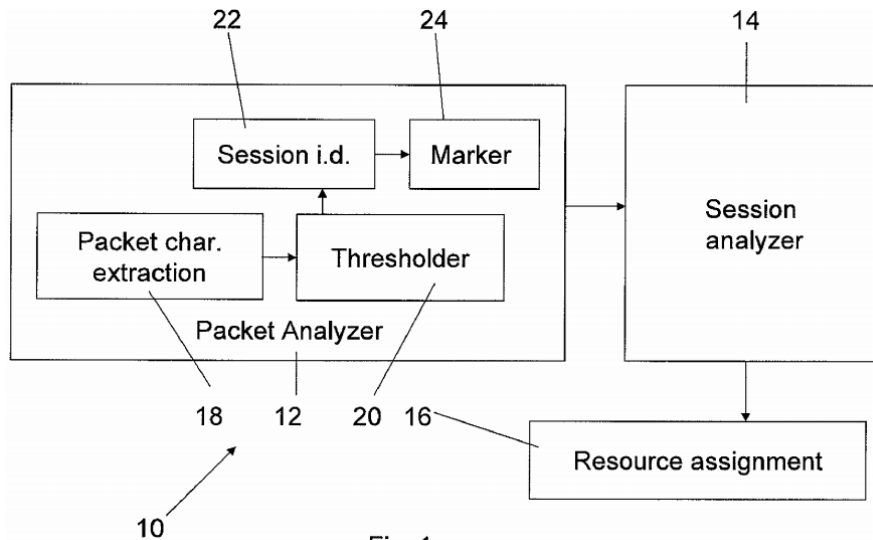 22
24
14
Session i.d.
Marker
Session
analyzer
Packet char.
extraction
Thresholder
Packet Analyzer
18
12
20
16
Resource assignment
10